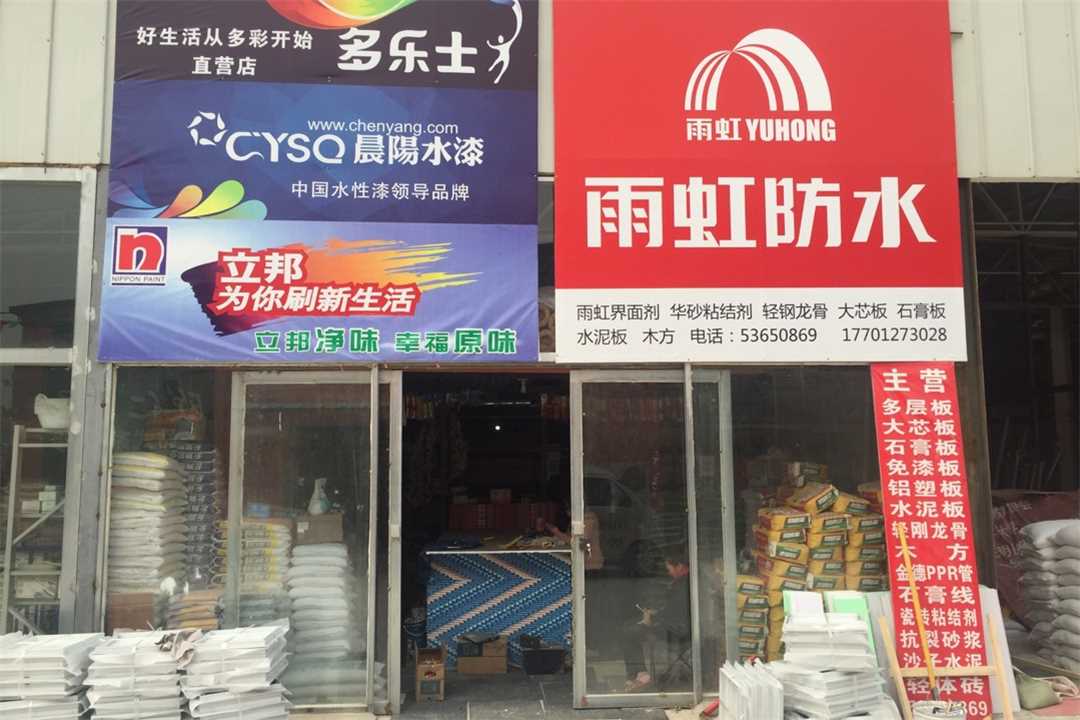 好生活从多彩开始
直营店
多乐士
www.chenyang.com
CYSQ 晨陽水漆
中国水性漆领导品牌
n
NIPPON PAINT
立邦
为你刷新生活
立邦净味 幸福原味
雨虹YUHONG
雨虹防水
雨虹界面剂 华砂粘结剂 轻钢龙骨 大芯板 石膏板
水泥板 木方 电话：53650869 17701273028
主营
多层板
大芯板
石膏板
免漆板
铝塑板
水泥板
轻刚龙骨
木方
金德PPR管
石膏线
瓷砖粘结剂
抗裂砂浆
沙子水泥
轻体砖